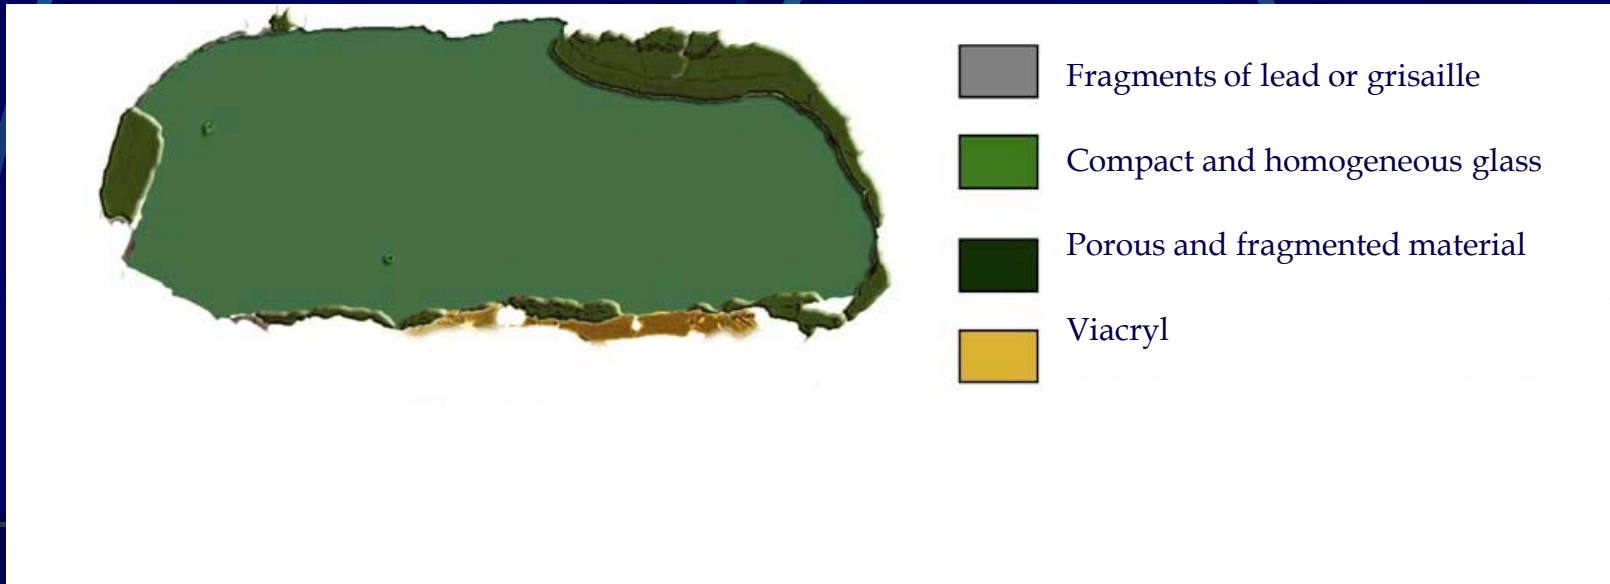 Fragments of lead or grisaille
Compact and homogeneous glass
Porous and fragmented material
Viacryl